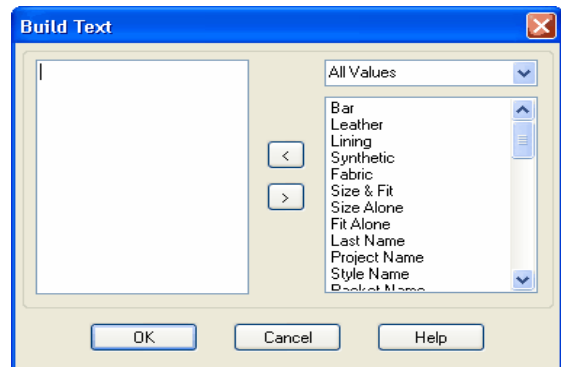 Build Text
All Values
Bar
Leather
Lining
Synthetic
Fabric
Size & Fit
Size Alone
Fit Alone
Last Name
Project Name
Style Name
<
>
OK
Cancel
Help